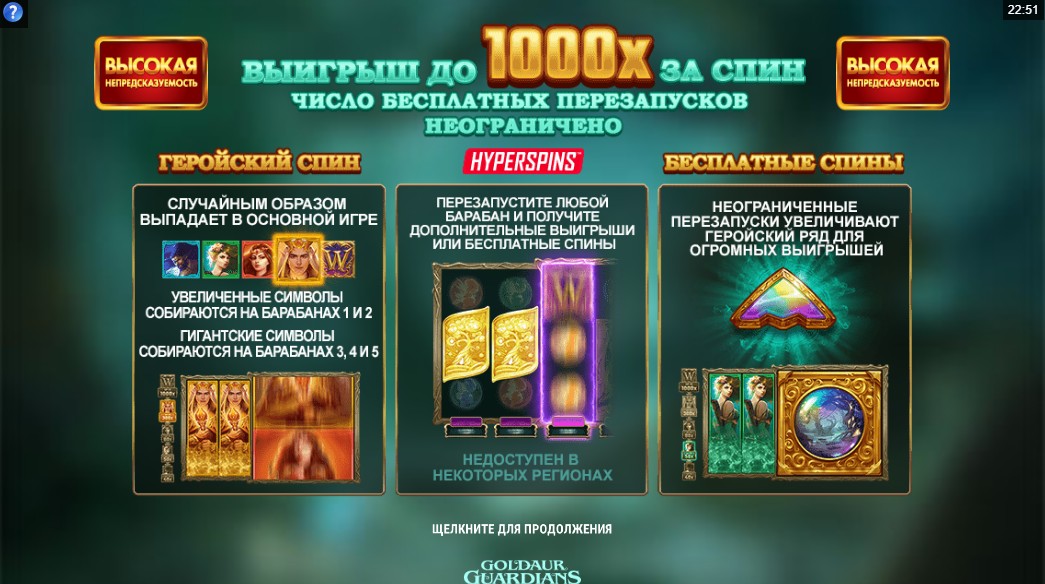 ?
22:51
ВЫСОКАЯ
НЕПРЕДСКАЗУЕМОСТЬ
ВЫИГРЫШ ДО 1000X ЗА СПИН
ЧИСЛО БЕСПЛАТНЫХ ПЕРЕЗАПУСКОВ
НЕОГРАНИЧЕНО
ВЫСОКАЯ
НЕПРЕДСКАЗУЕМОСТЬ
ГЕРОЙСКИЙ СПИН
СЛУЧАЙНЫМ ОБРАЗОМ
ВЫПАДАЕТ В ОСНОВНОЙ ИГРЕ
W
УВЕЛИЧЕННЫЕ СИМВОЛЫ
СОБИРАЮТСЯ НА БАРАБАНАХ 1 И 2
ГИГАНТСКИЕ СИМВОЛЫ
СОБИРАЮТСЯ НА БАРАБАНАХ 3, 4 И 5
W
1000x
HYPERSPINS™
ПЕРЕЗАПУСТИТЕ ЛЮБОЙ
БАРАБАН И ПОЛУЧИТЕ
ДОПОЛНИТЕЛЬНЫЕ ВЫИГРЫШИ
ИЛИ БЕСПЛАТНЫЕ СПИНЫ
НЕДОСТУПЕН В
НЕКОТОРЫХ РЕГИОНАХ
БЕСПЛАТНЫЕ СПИНЫ
НЕОГРАНИЧЕННЫЕ
ПЕРЕЗАПУСКИ УВЕЛИЧИВАЮТ
ГЕРОЙСКИЙ РЯД ДЛЯ
ОГРОМНЫХ ВЫИГРЫШЕЙ
W
1000x
ЩЕЛКНИТЕ ДЛЯ ПРОДОЛЖЕНИЯ
GOLDAUR
GUARDIANS